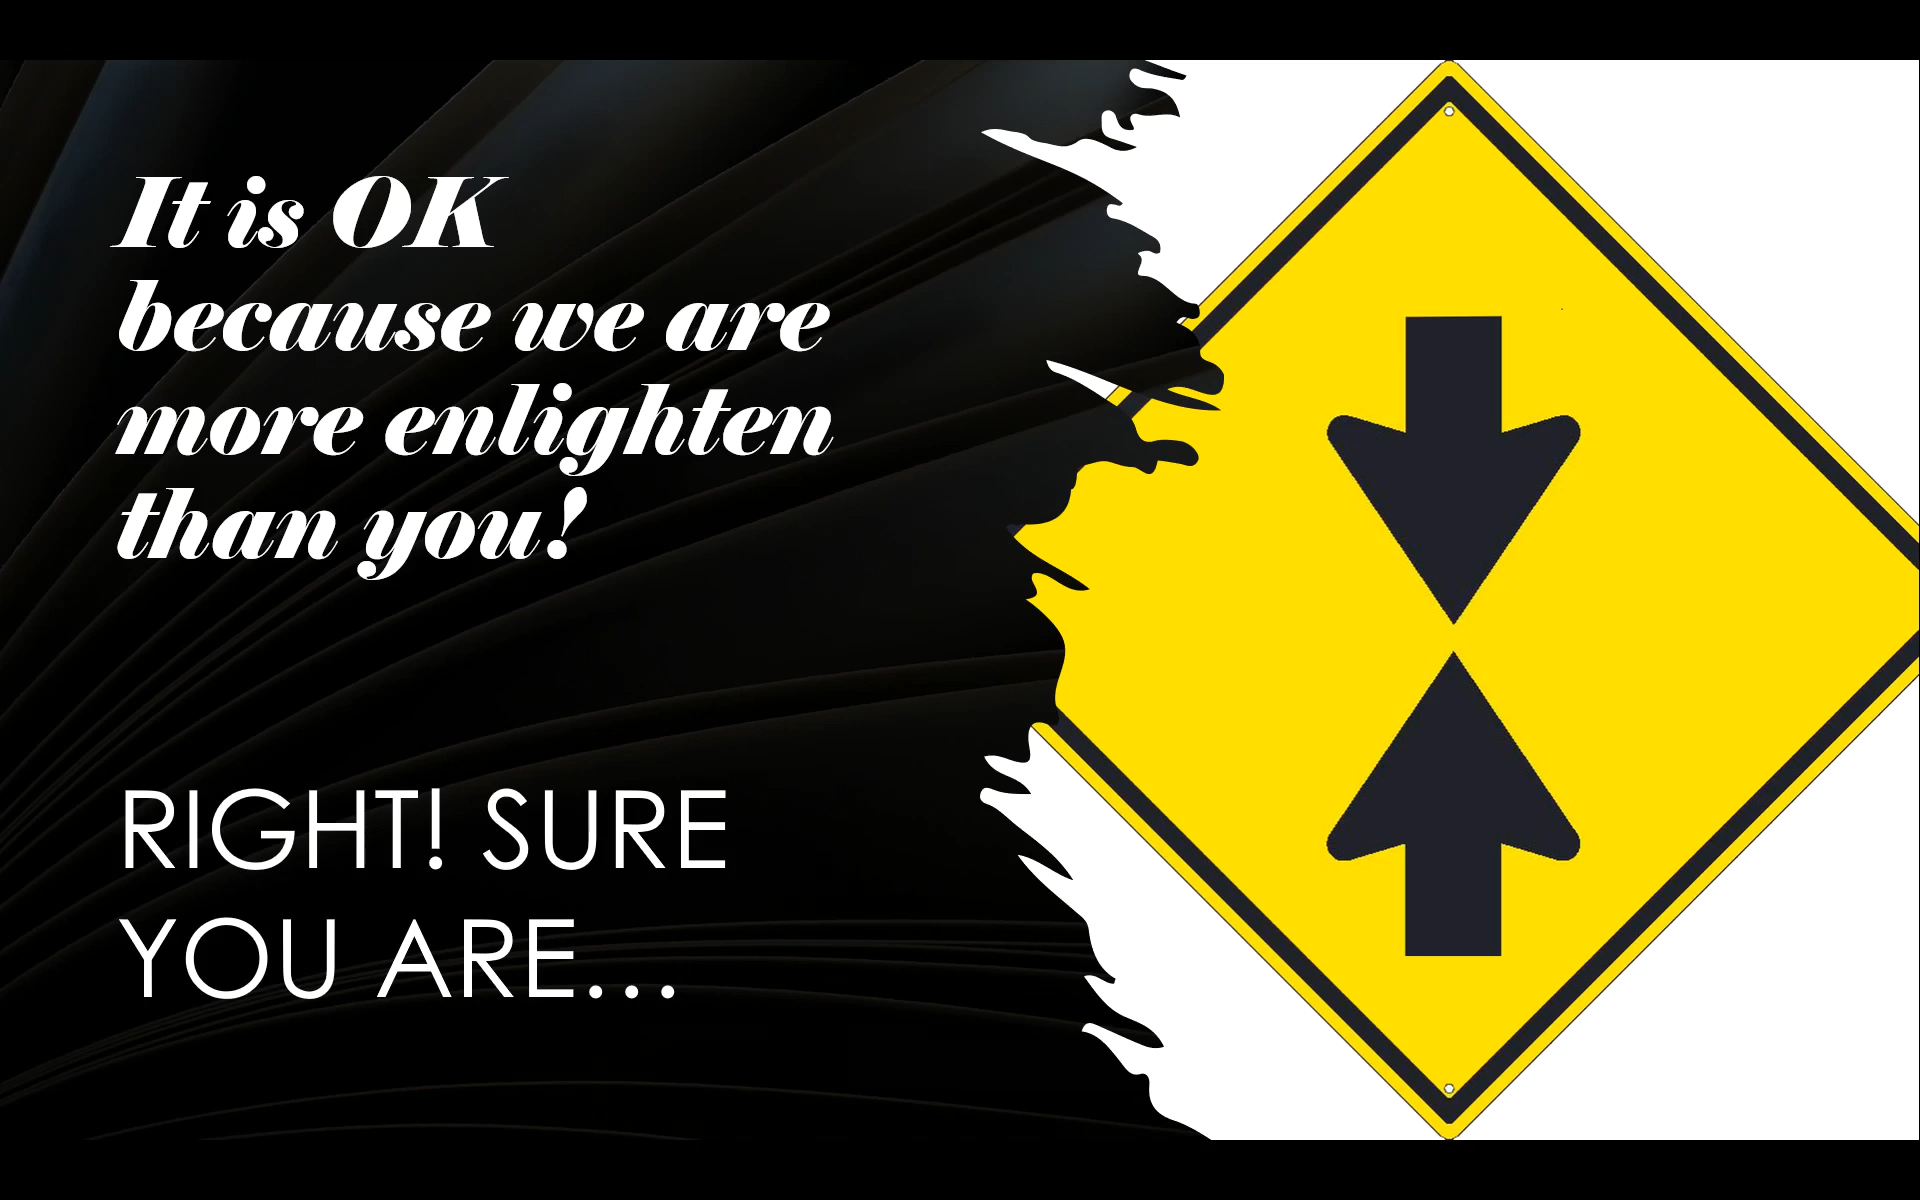 It is OK
because we are
more enlighten
than you!
RIGHT! SURE
YOU ARE…